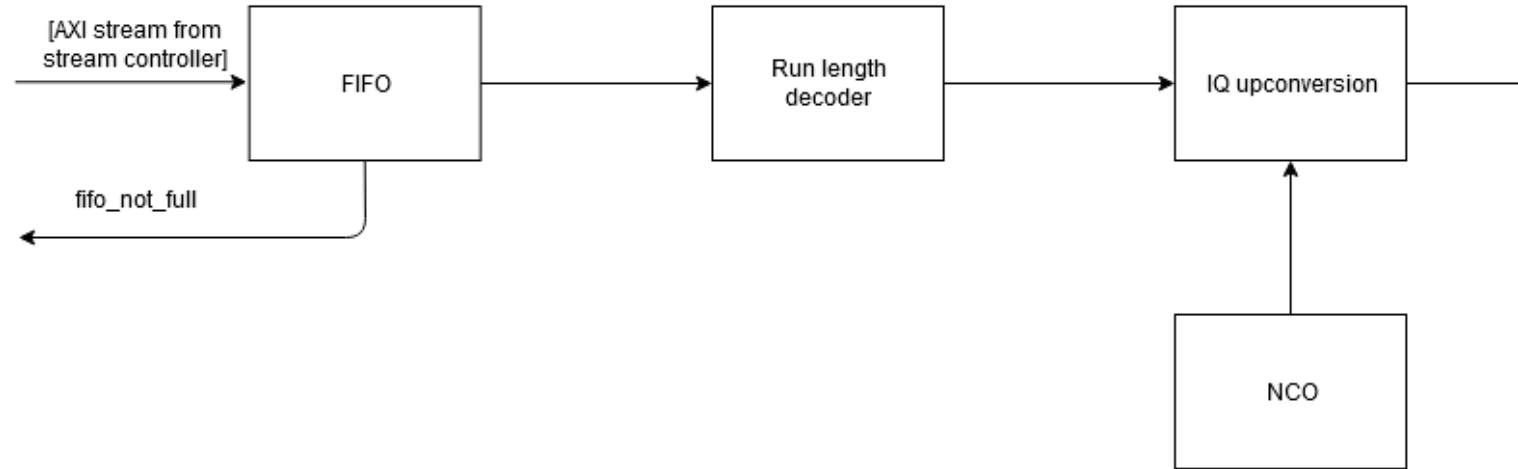 [AXI stream from
stream controller]
FIFO
Run length
decoder
IQ upconversion
fifo_not_full
NCO